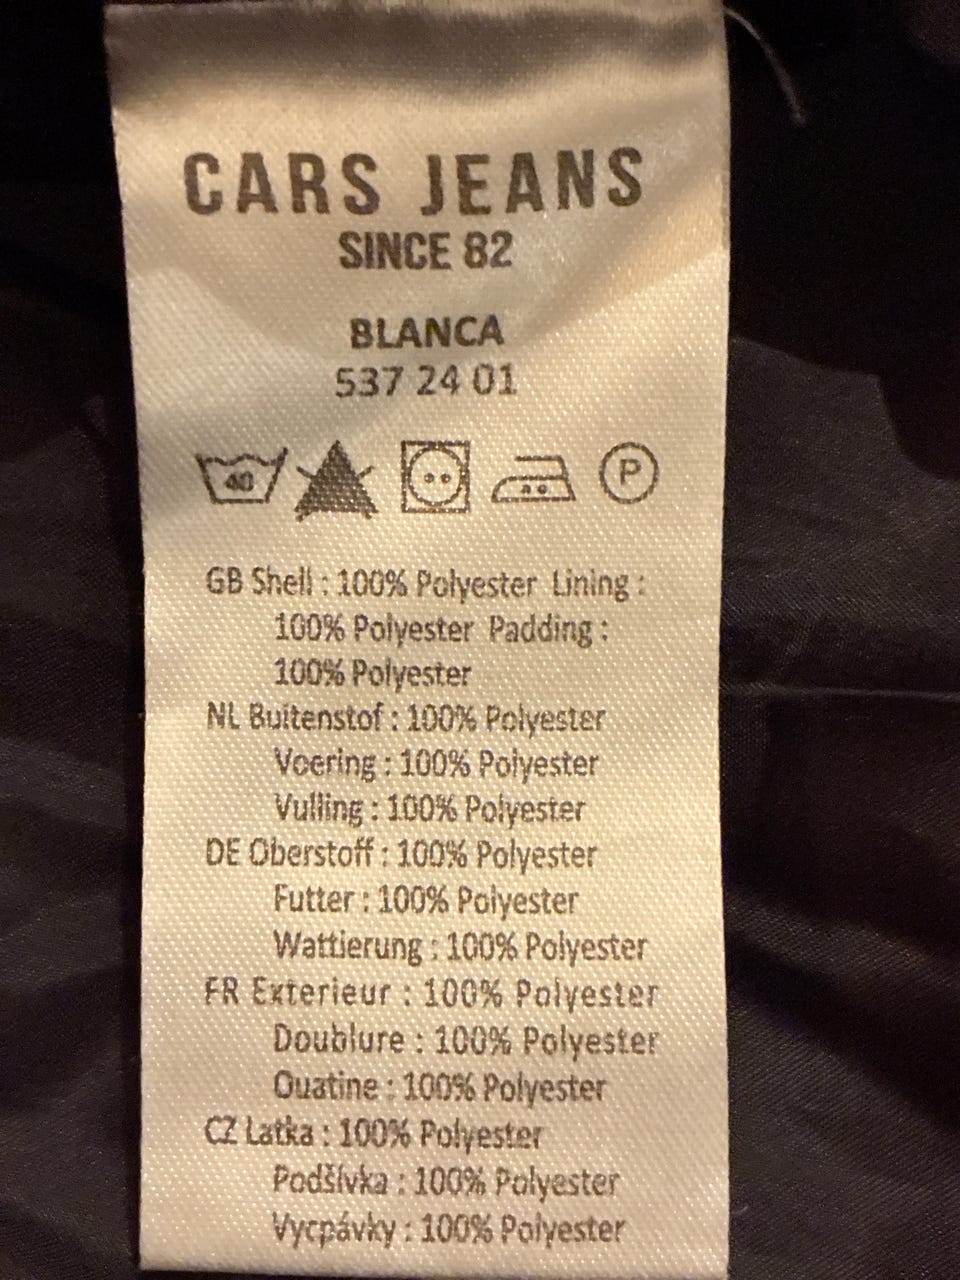 CARS JEANS
SINCE 82
BLANCA
537 24 01
40 P
GB Shell : 100% Polyester Lining :
100% Polyester Padding :
100% Polyester
NL Buitenstof : 100% Polyester
Voering : 100% Polyester
Vulling : 100% Polyester
DE Oberstoff : 100% Polyester
Futter : 100% Polyester
Wattierung : 100% Polyester
FR Exterieur : 100% Polyester
Doublure : 100% Polyester
Ouatine : 100% Polyester
CZ Latka : 100% Polyester
Podšívka : 100% Polyester
Vycpávky : 100% Polyester